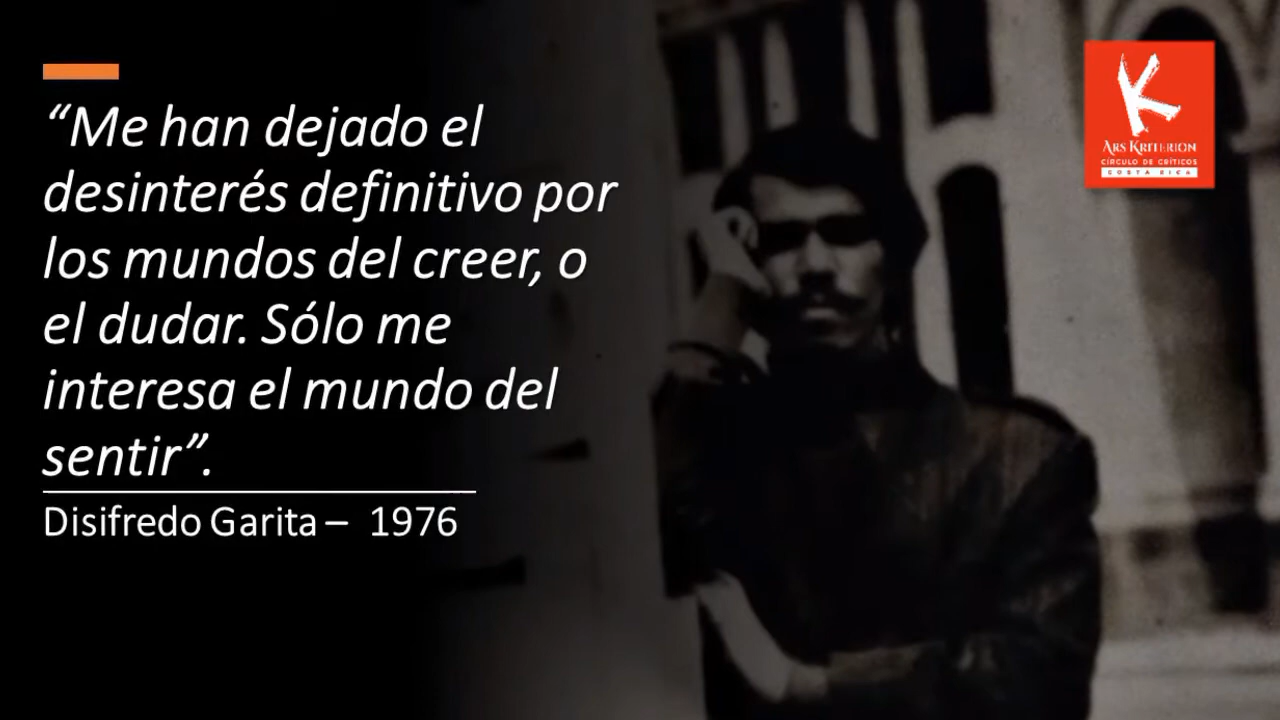 “Me han dejado el
desinterés definitivo por
los mundos del creer, o
el dudar. Sólo me
interesa el mundo del
sentir”.
Disifredo Garita – 1976
K
ARS KRITERION
CÍRCULO DE CRÍTICOS
COSTA RICA